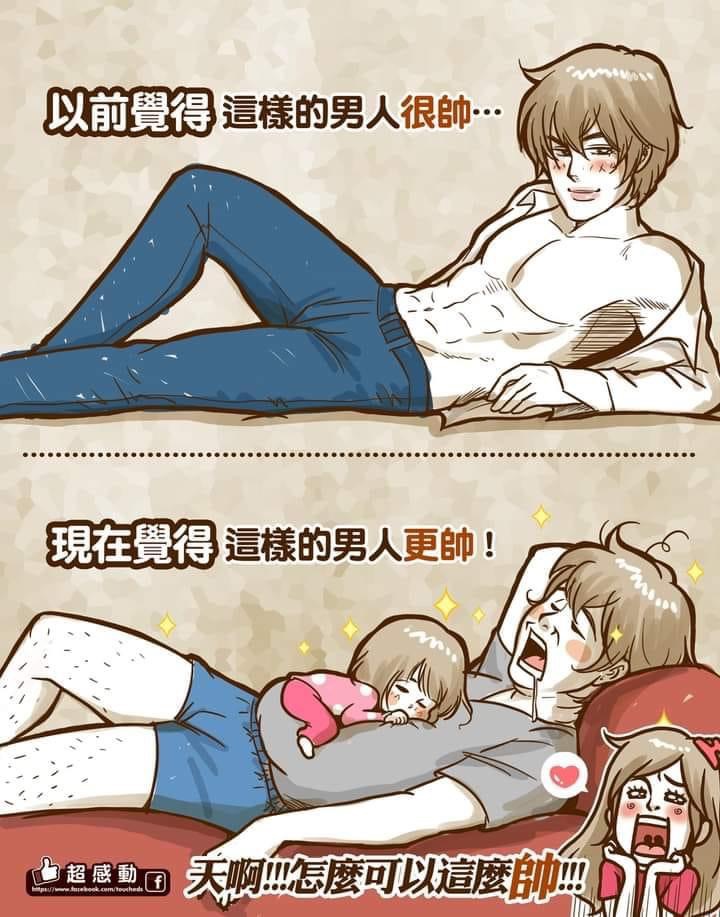 以前覺得 這樣的男人很帥…
現在覺得 這樣的男人更帥！
超感動
https://www.facebook.com/toucheds
f
天啊!!!怎麼可以這麼帥!!!